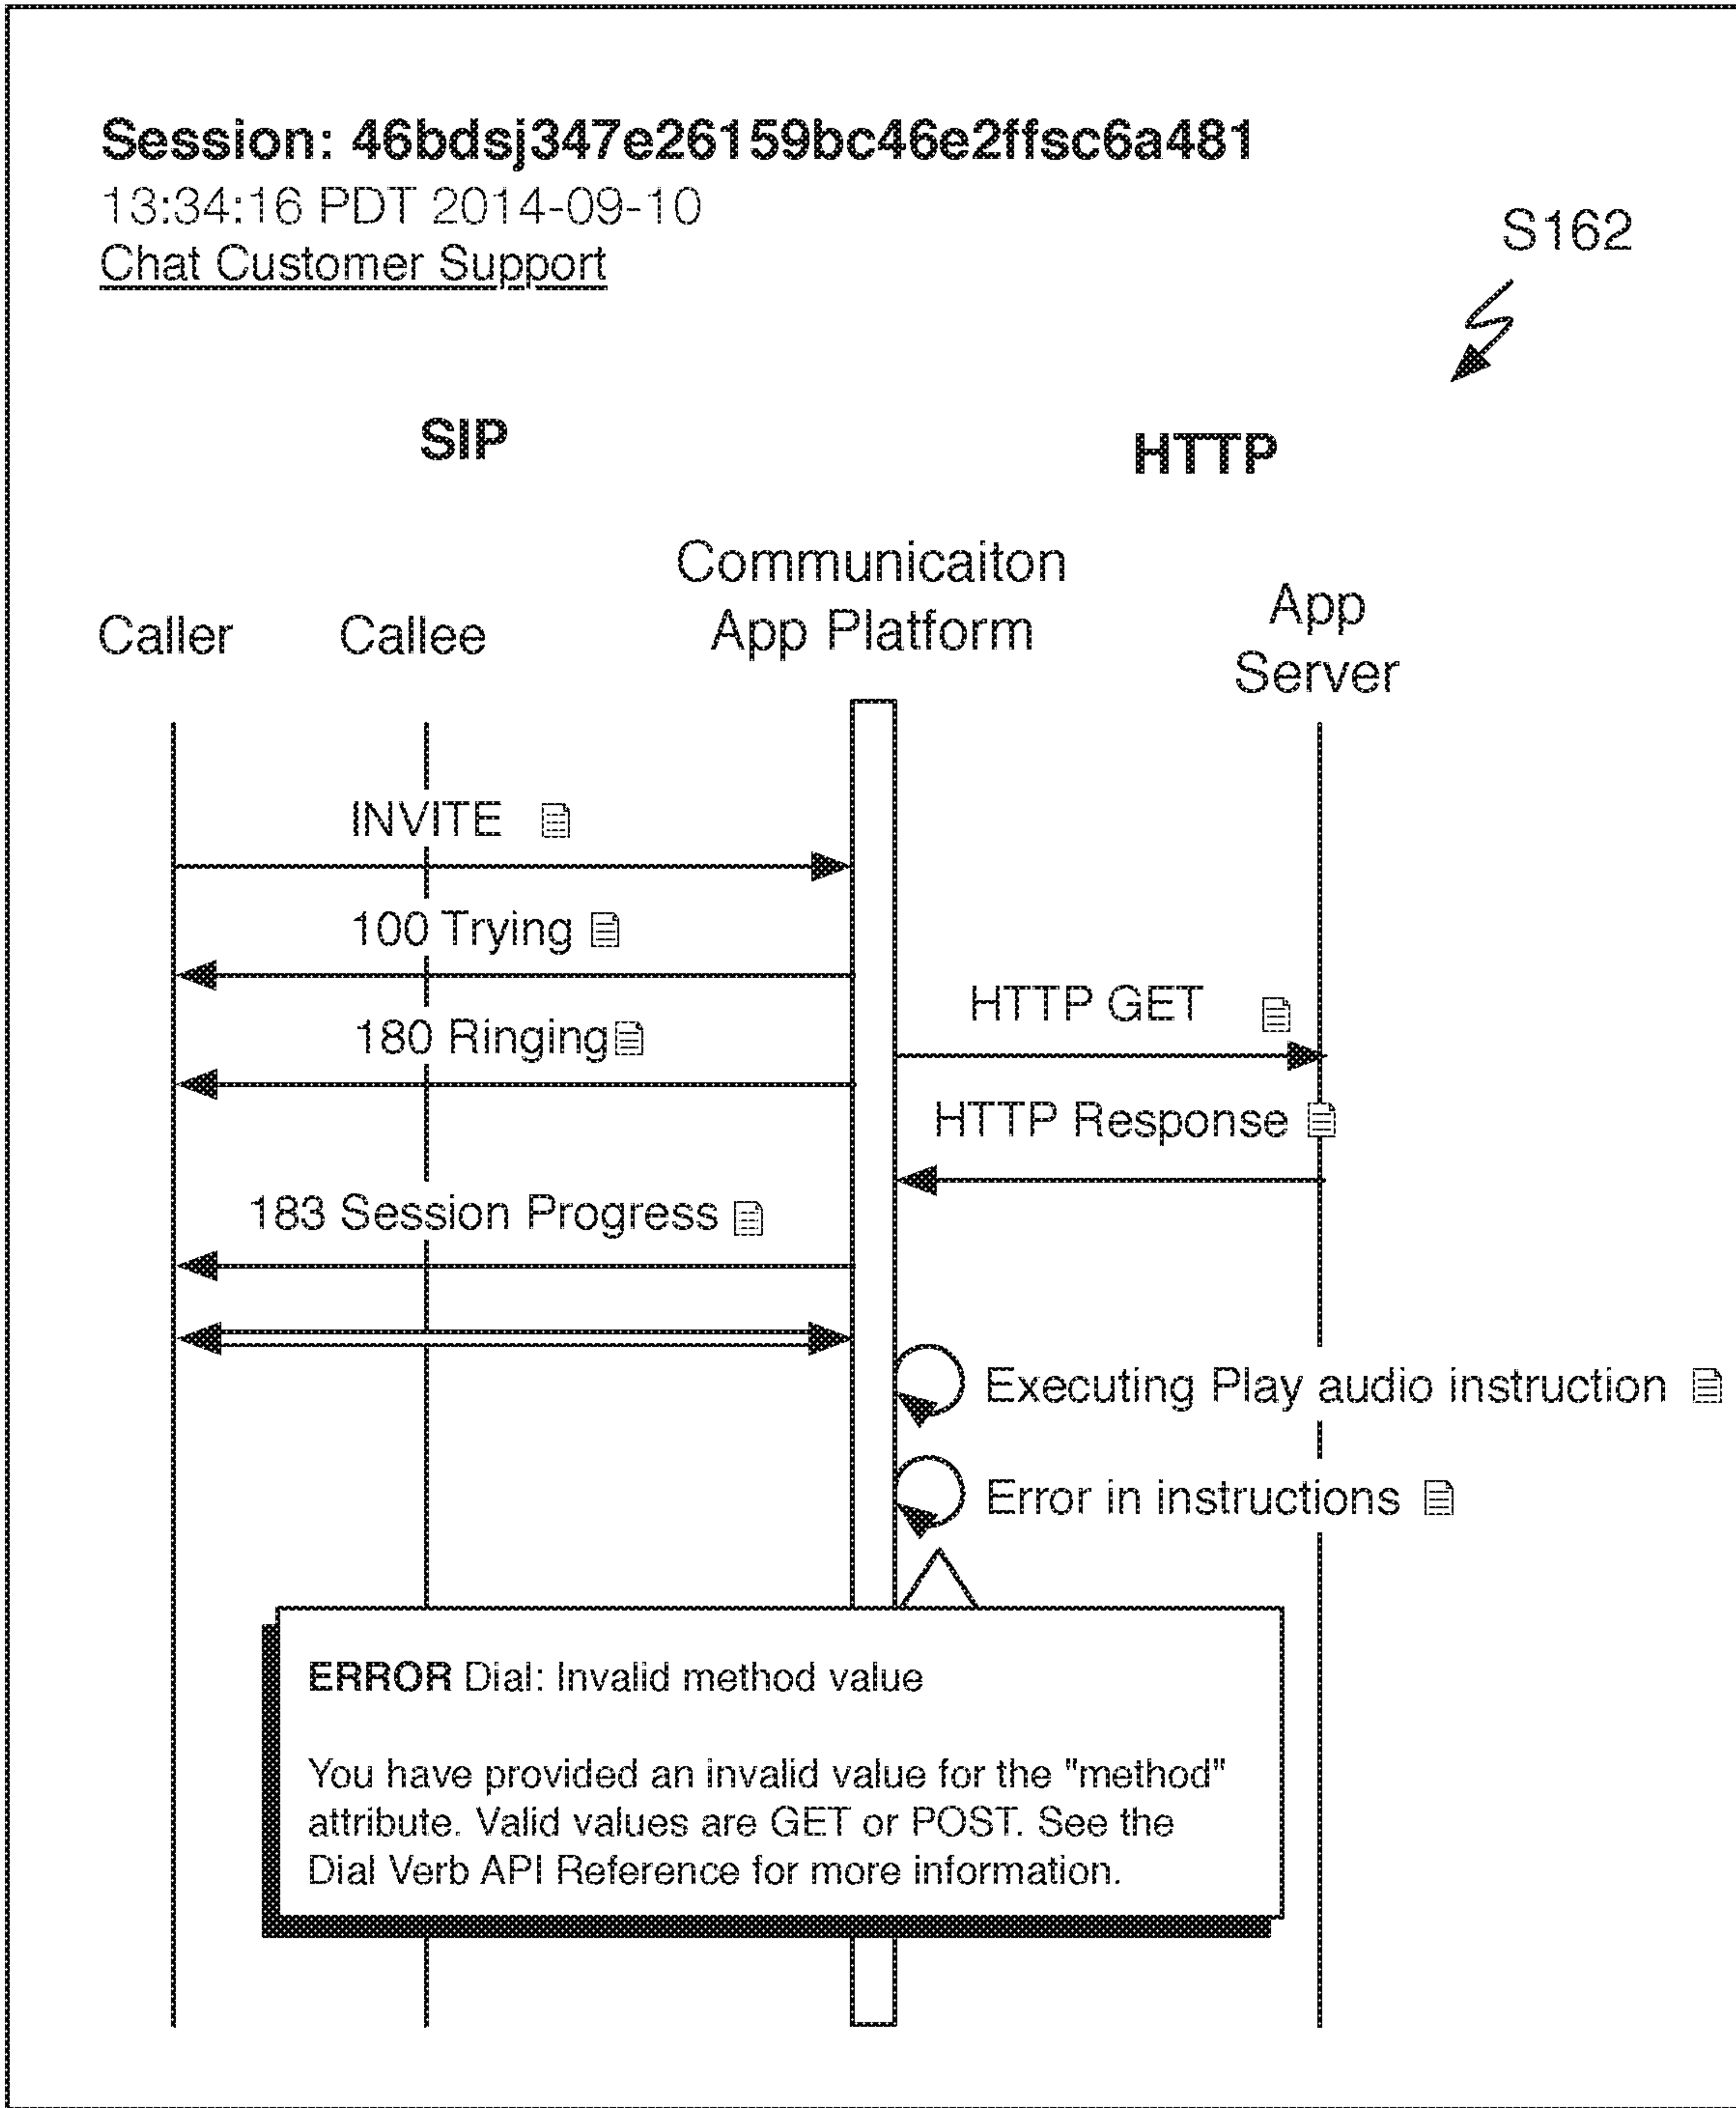 Session: 46bdsj347e26159bc46e2ffsc6a481
13:34:16 PDT 2014-09-10
Chat Customer Support
S162
SIP
HTTP
Caller
Callee
Communicaiton
App Platform
App
Server
INVITE
100 Trying
HTTP GET
180 Ringing
HTTP Response
183 Session Progress
Executing Play audio instruction
Error in instructions
ERROR Dial: Invalid method value
You have provided an invalid value for the "method"
attribute. Valid values are GET or POST. See the
Dial Verb API Reference for more information.